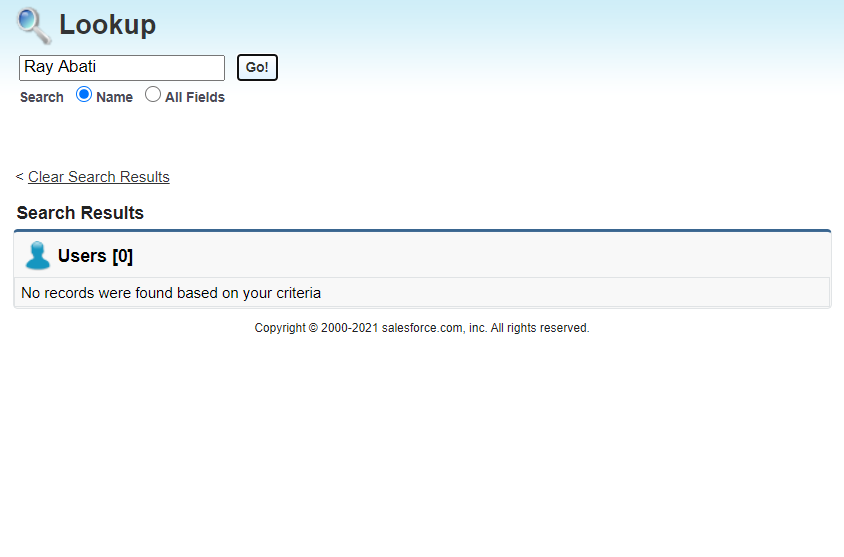 Lookup
Ray Abati
Go!
Search Name All Fields
< Clear Search Results
Search Results
Users [0]
No records were found based on your criteria
Copyright © 2000-2021 salesforce.com, inc. All rights reserved.